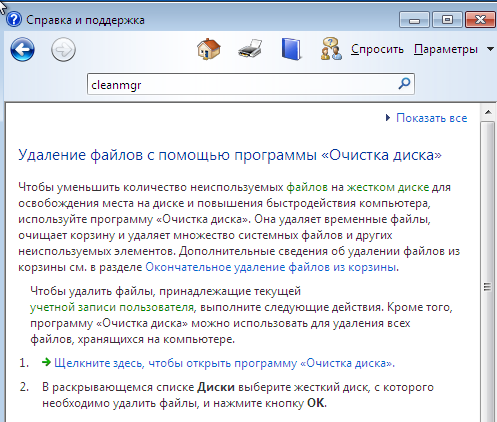 Справка и поддержка
Спросить Параметры
cleanmgr
Показать все
Удаление файлов с помощью программы «Очистка диска»
Чтобы уменьшить количество неиспользуемых файлов на жестком диске для
освобождения места на диске и повышения быстродействия компьютера,
используйте программу «Очистка диска». Она удаляет временные файлы,
очищает корзину и удаляет множество системных файлов и других
неиспользуемых элементов. Дополнительные сведения об удалении файлов из
корзины см. в разделе Окончательное удаление файлов из корзины.
Чтобы удалить файлы, принадлежащие текущей
учетной записи пользователя, выполните следующие действия. Кроме того,
программу «Очистка диска» можно использовать для удаления всех
файлов, хранящихся на компьютере.
1. Щелкните здесь, чтобы открыть программу «Очистка диска».
2. В раскрывающемся списке Диски выберите жесткий диск, с которого
необходимо удалить файлы, и нажмите кнопку ОК.